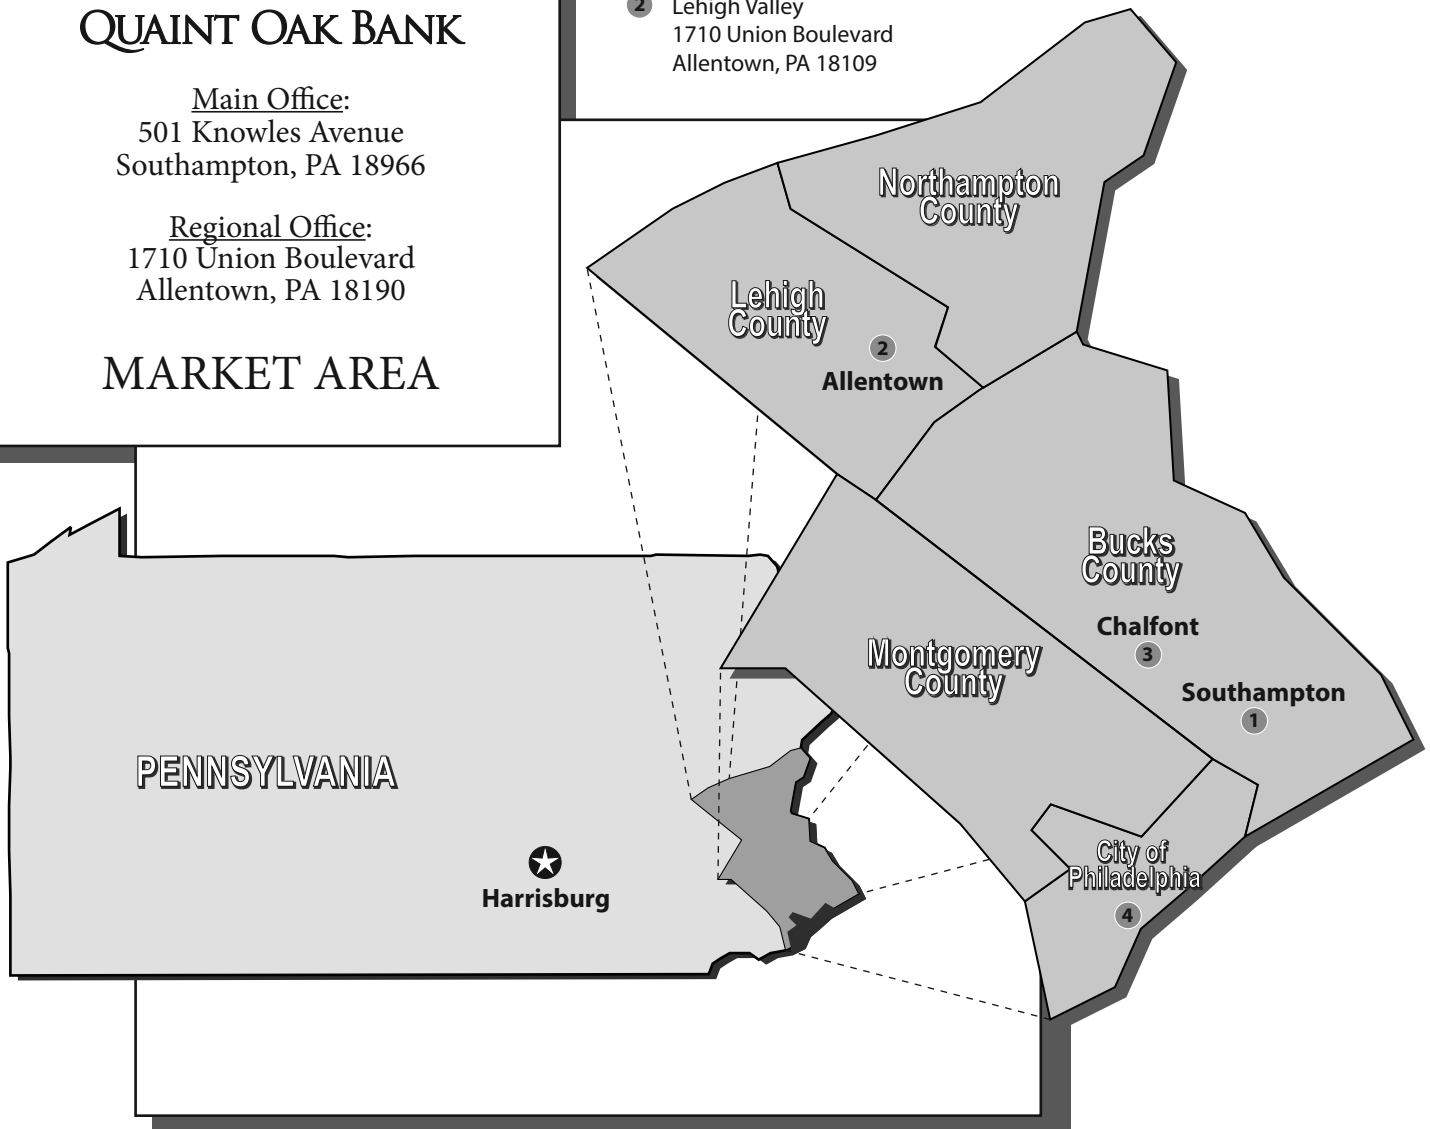 QUAINT OAK BANK
Main Office:
501 Knowles Avenue
Southampton, PA 18966
Regional Office:
1710 Union Boulevard
Allentown, PA 18190
MARKET AREA
2 Lehigh Valley
1710 Union Boulevard
Allentown, PA 18109
Northampton
County
Lehigh
County
2
Allentown
Bucks
County
Chalfont
3
Southampton
1
Montgomery
County
City of
Philadelphia
4
PENNSYLVANIA
Harrisburg